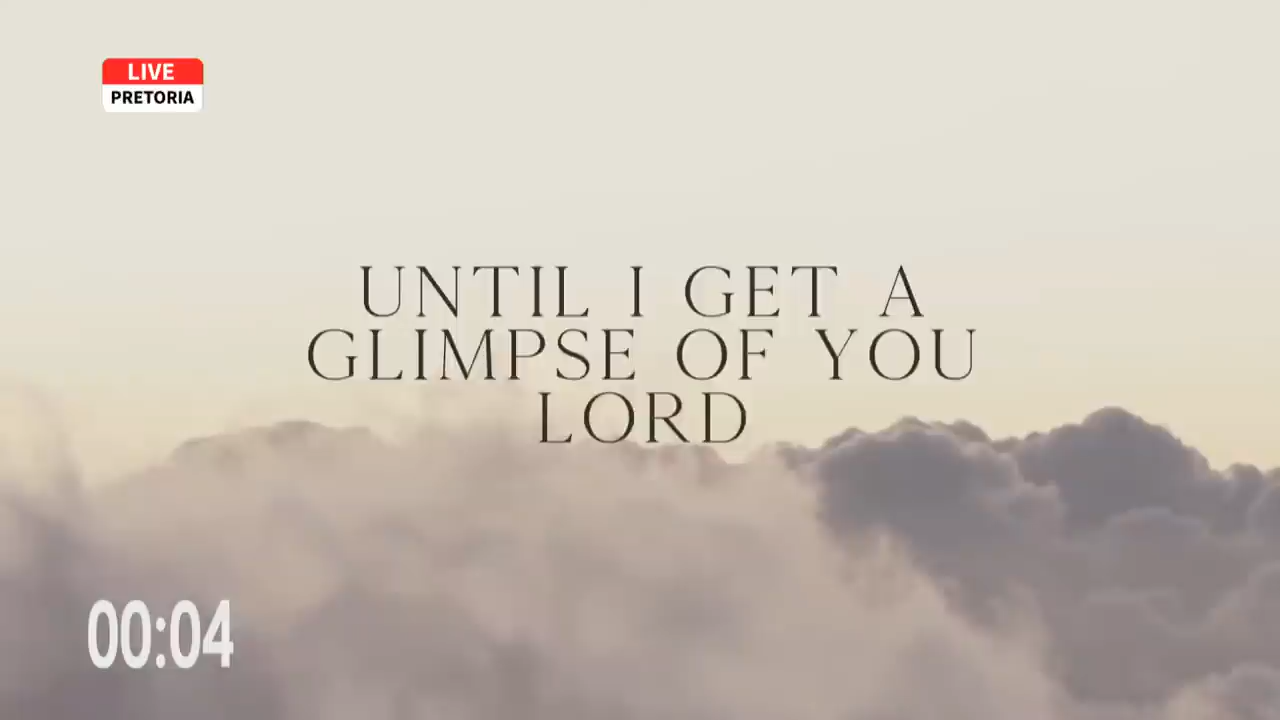 LIVE
PRETORIA
UNTIL I GET A
GLIMPSE OF YOU
LORD
00:04